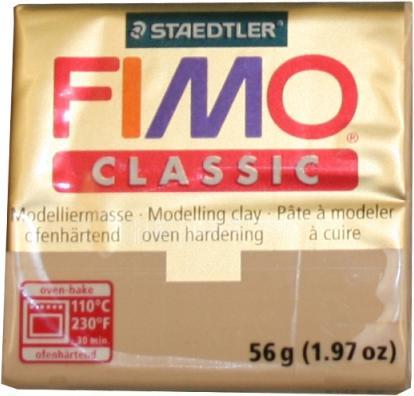 STAEDTLER
FIMO®
CLASSIC
Modelliermasse · Modelling clay · Pâte à modeler
ofenhärtend oven hardening à cuire
oven-bake
110°C
230°F
30 min.
ofenhärtend
56 g (1.97 oz)